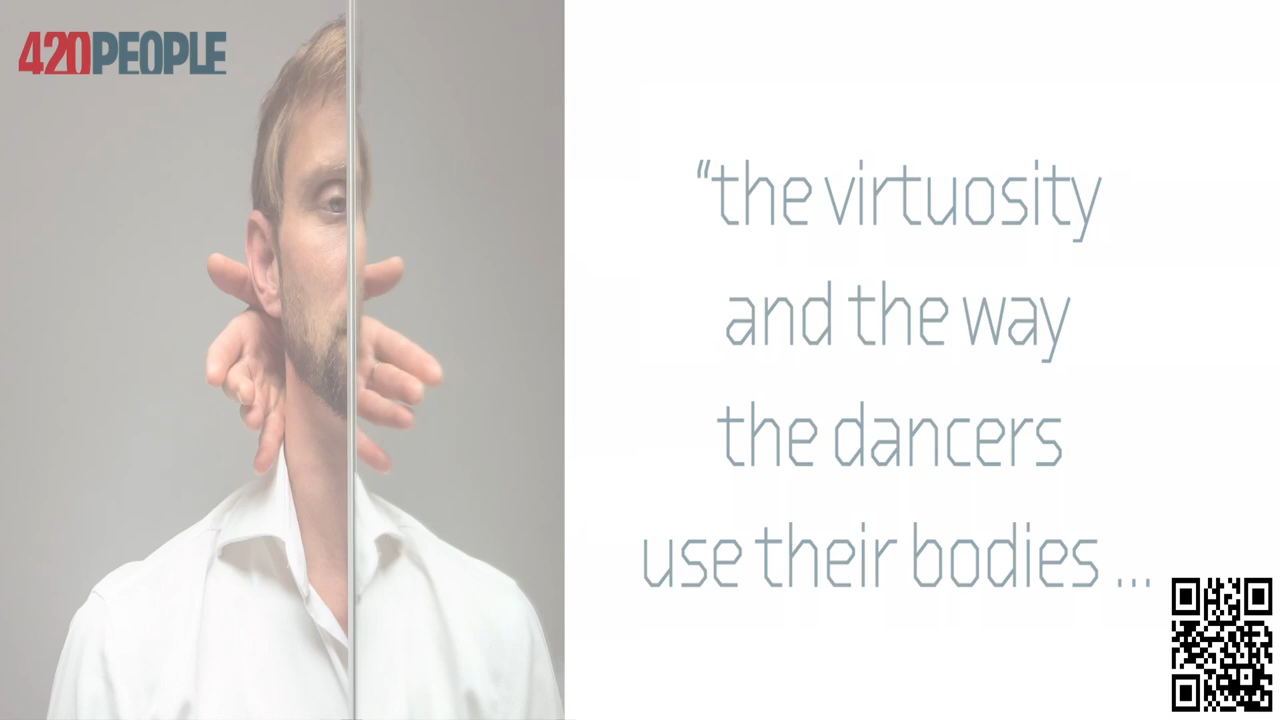 420PEOPLE
“the virtuosity
and the way
the dancers
use their bodies ...